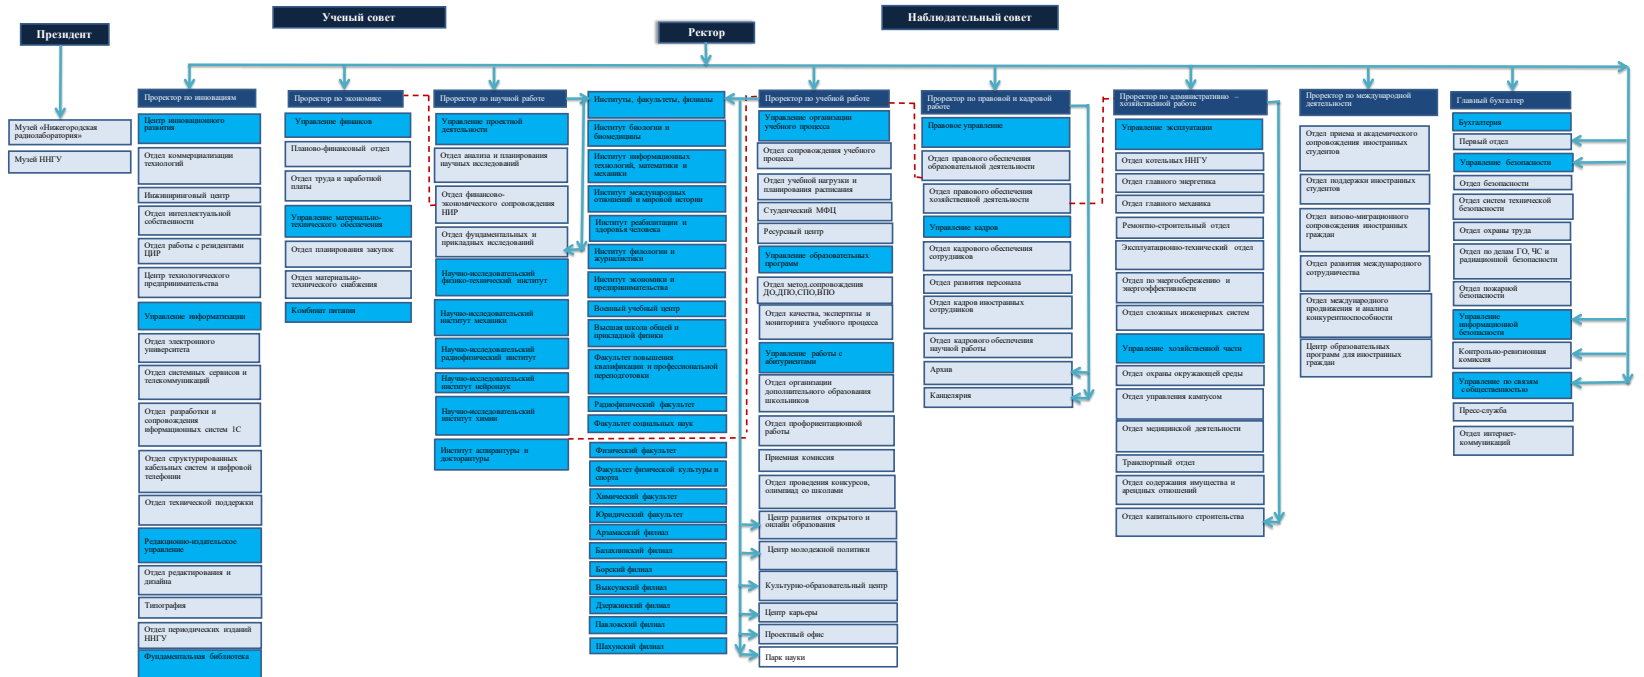 Ученый совет
Наблюдательный совет
Президент
Ректор
Музей «Нижегородская
радиолаборатория»
Музей ННГУ
Проректор по инновациям
Центр инновационного
развития
Отдел коммерциализации
технологий
Инжиниринговый центр
Отдел интеллектуальной
собственности
Отдел работы с резидентами
ЦИР
Центр технологического
предпринимательства
Управление информатизации
Отдел электронного
университета
Отдел системных сервисов и
телекоммуникаций
Отдел разработки и
сопровождения
иформационных систем 1С
Отдел структурированных
кабельных систем и цифровой
телефонии
Отдел технической поддержки
Редакционно-издательское
управление
Отдел редактирования и
дизайна
Типография
Отдел периодических изданий
ННГУ
Фундаментальная библиотека
Проректор по экономике
Управление финансов
Планово-финансовый отдел
Отдел труда и заработной
платы
Управление материально-
технического обеспечения
Отдел планирования закупок
Отдел материально-
технического снабжения
Комбинат питания
Проректор по научной работе
Управление проектной
деятельности
Отдел анализа и планирования
научных исследований
Отдел финансово-
экономического сопровождения
НИР
Отдел фундаментальных и
прикладных исследований
Научно-исследовательский
физико-технический институт
Научно-исследовательский
институт механики
Научно-исследовательский
радиофизический институт
Научно-исследовательский
институт нейронаук
Научно-исследовательский
институт химии
Институт аспирантуры и
докторантуры
Институты, факультеты, филиалы
Институт биологии и
биомедицины
Институт информационных
технологий, математики и
механики
Институт международных
отношений и мировой истории
Институт реабилитации и
здоровья человека
Институт филологии и
журналистики
Институт экономики и
предпринимательства
Военный учебный центр
Высшая школа общей и
прикладной физики
Факультет повышения
квалификации и профессиональной
переподготовки
Радиофизический факультет
Факультет социальных наук
Физический факультет
Факультет физической культуры и
спорта
Химический факультет
Юридический факультет
Арзамасский филиал
Балахнинский филиал
Борский филиал
Выксунский филиал
Дзержинский филиал
Павловский филиал
Шахунский филиал
Проректор по учебной работе
Управление организации
учебного процесса
Отдел сопровождения учебного
процесса
Отдел учебной нагрузки и
планирования расписания
Студенческий МФЦ
Ресурсный центр
Управление образовательных
программ
Отдел метод.сопровождения
ДО,ДПО,СПО,ВПО
Отдел качества, экспертизы и
мониторинга учебного процесса
Управление работы с
абитуриентами
Отдел организации
дополнительного образования
школьников
Отдел профориентационной
работы
Приемная комиссия
Отдел проведения конкурсов,
олимпиад со школами
Центр развития открытого и
онлайн образования
Центр молодежной политики
Культурно-образовательный центр
Центр карьеры
Проектный офис
Парк науки
Проректор по правовой и кадровой
работе
Правовое управление
Отдел правового обеспечения
образовательной деятельности
Отдел правового обеспечения
хозяйственной деятельности
Управление кадров
Отдел кадрового обеспечения
сотрудников
Отдел развития персонала
Отдел кадров иностранных
сотрудников
Отдел кадрового обеспечения
научной работы
Архив
Канцелярия
Проректор по административно –
хозяйственной работе
Управление эксплуатации
Отдел котельных ННГУ
Отдел главного энергетика
Отдел главного механика
Ремонтно-строительный отдел
Эксплуатационно-технический отдел
Отдел по энергосбережению и
энергоэффективности
Отдел сложных инженерных систем
Управление хозяйственной части
Отдел охраны окружающей среды
Отдел управления кампусом
Отдел медицинской деятельности
Транспортный отдел
Отдел содержания имущества и
арендных отношений
Отдел капитального строительства
Проректор по международной
деятельности
Отдел приема и академического
сопровождения иностранных
студентов
Отдел поддержки иностранных
студентов
Отдел визово-миграционного
сопровождения иностранных
граждан
Отдел развития международного
сотрудничества
Отдел международного
продвижения и анализа
конкурентноспособности
Центр образовательных
программ для иностранных
граждан
Главный бухгалтер
Бухгалтерия
Первый отдел
Управление безопасности
Отдел безопасности
Отдел систем технической
безопасности
Отдел охраны труда
Отдел по делам ГО, ЧС и
радиационной безопасности
Отдел пожарной
безопасности
Управление
информационной
безопасности
Контрольно-ревизионная
комиссия
Управление по связям
с общественностью
Пресс-служба
Отдел интернет-
коммуникаций